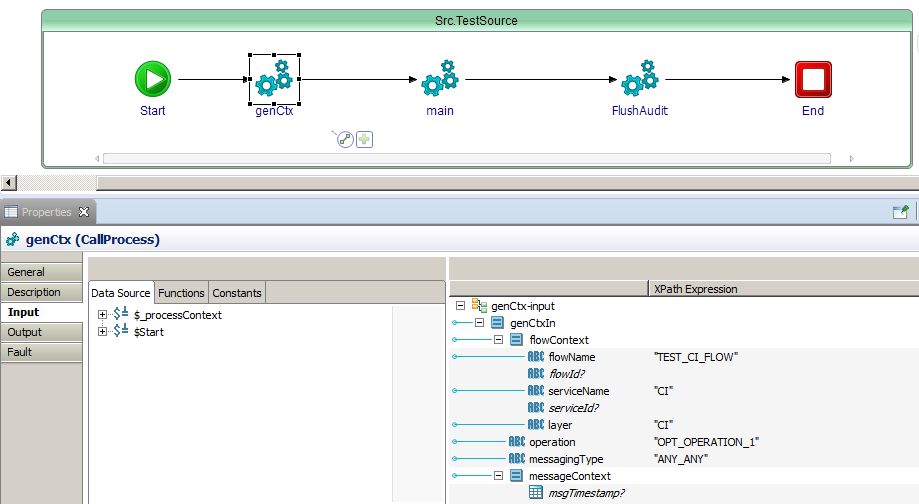 Src.TestSource
Start
genCtx
main
FlushAudit
End
Properties
genCtx (CallProcess)
General
Description
Input
Output
Fault
Data Source Functions Constants
$_processContext
$Start
XPath Expression
genCtx-input
genCtxIn
flowContext
ABC flowName "TEST_CI_FLOW"
ABC flowId?
ABC serviceName "CI"
ABC serviceId?
ABC layer "CI"
ABC operation "OPT_OPERATION_1"
ABC messagingType "ANY_ANY"
messageContext
msgTimestamp?